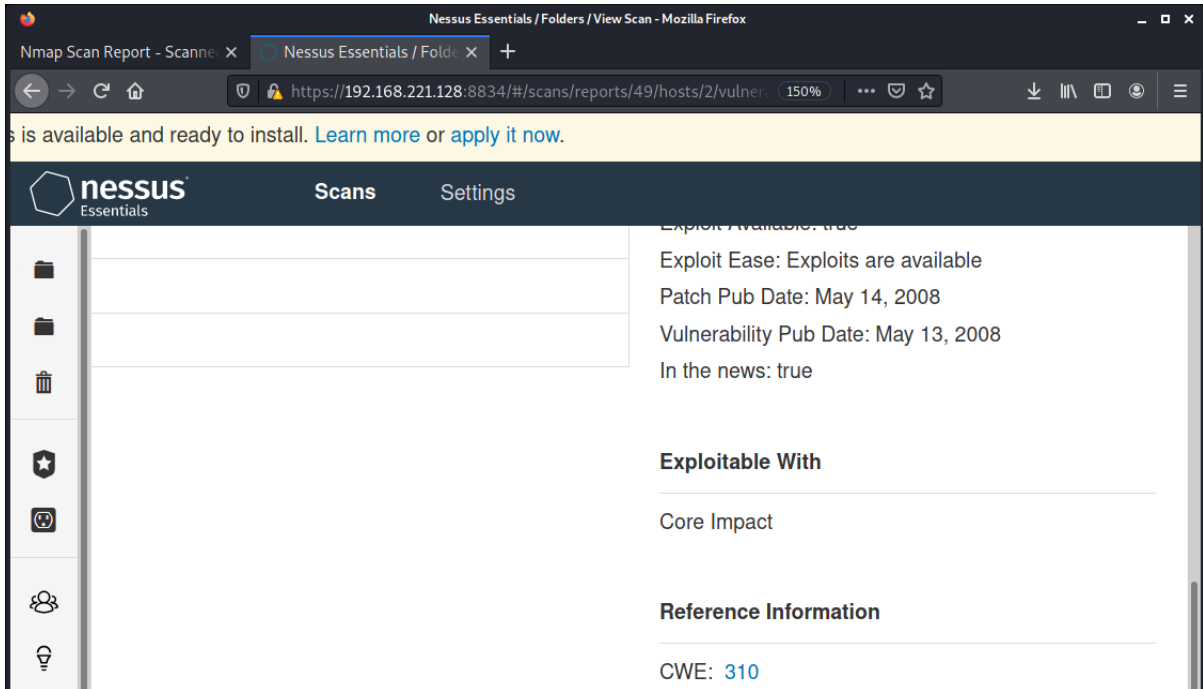 Nessus Essentials / Folders / View Scan - Mozilla Firefox
Nmap Scan Report - Scanne
Nessus Essentials / Folde
https://192.168.221.128:8834/#/scans/reports/49/hosts/2/vulner
150%
s is available and ready to install. Learn more or apply it now.
nessus
Essentials
Scans
Settings
Exploit Available: true
Exploit Ease: Exploits are available
Patch Pub Date: May 14, 2008
Vulnerability Pub Date: May 13, 2008
In the news: true
Exploitable With
Core Impact
Reference Information
CWE: 310